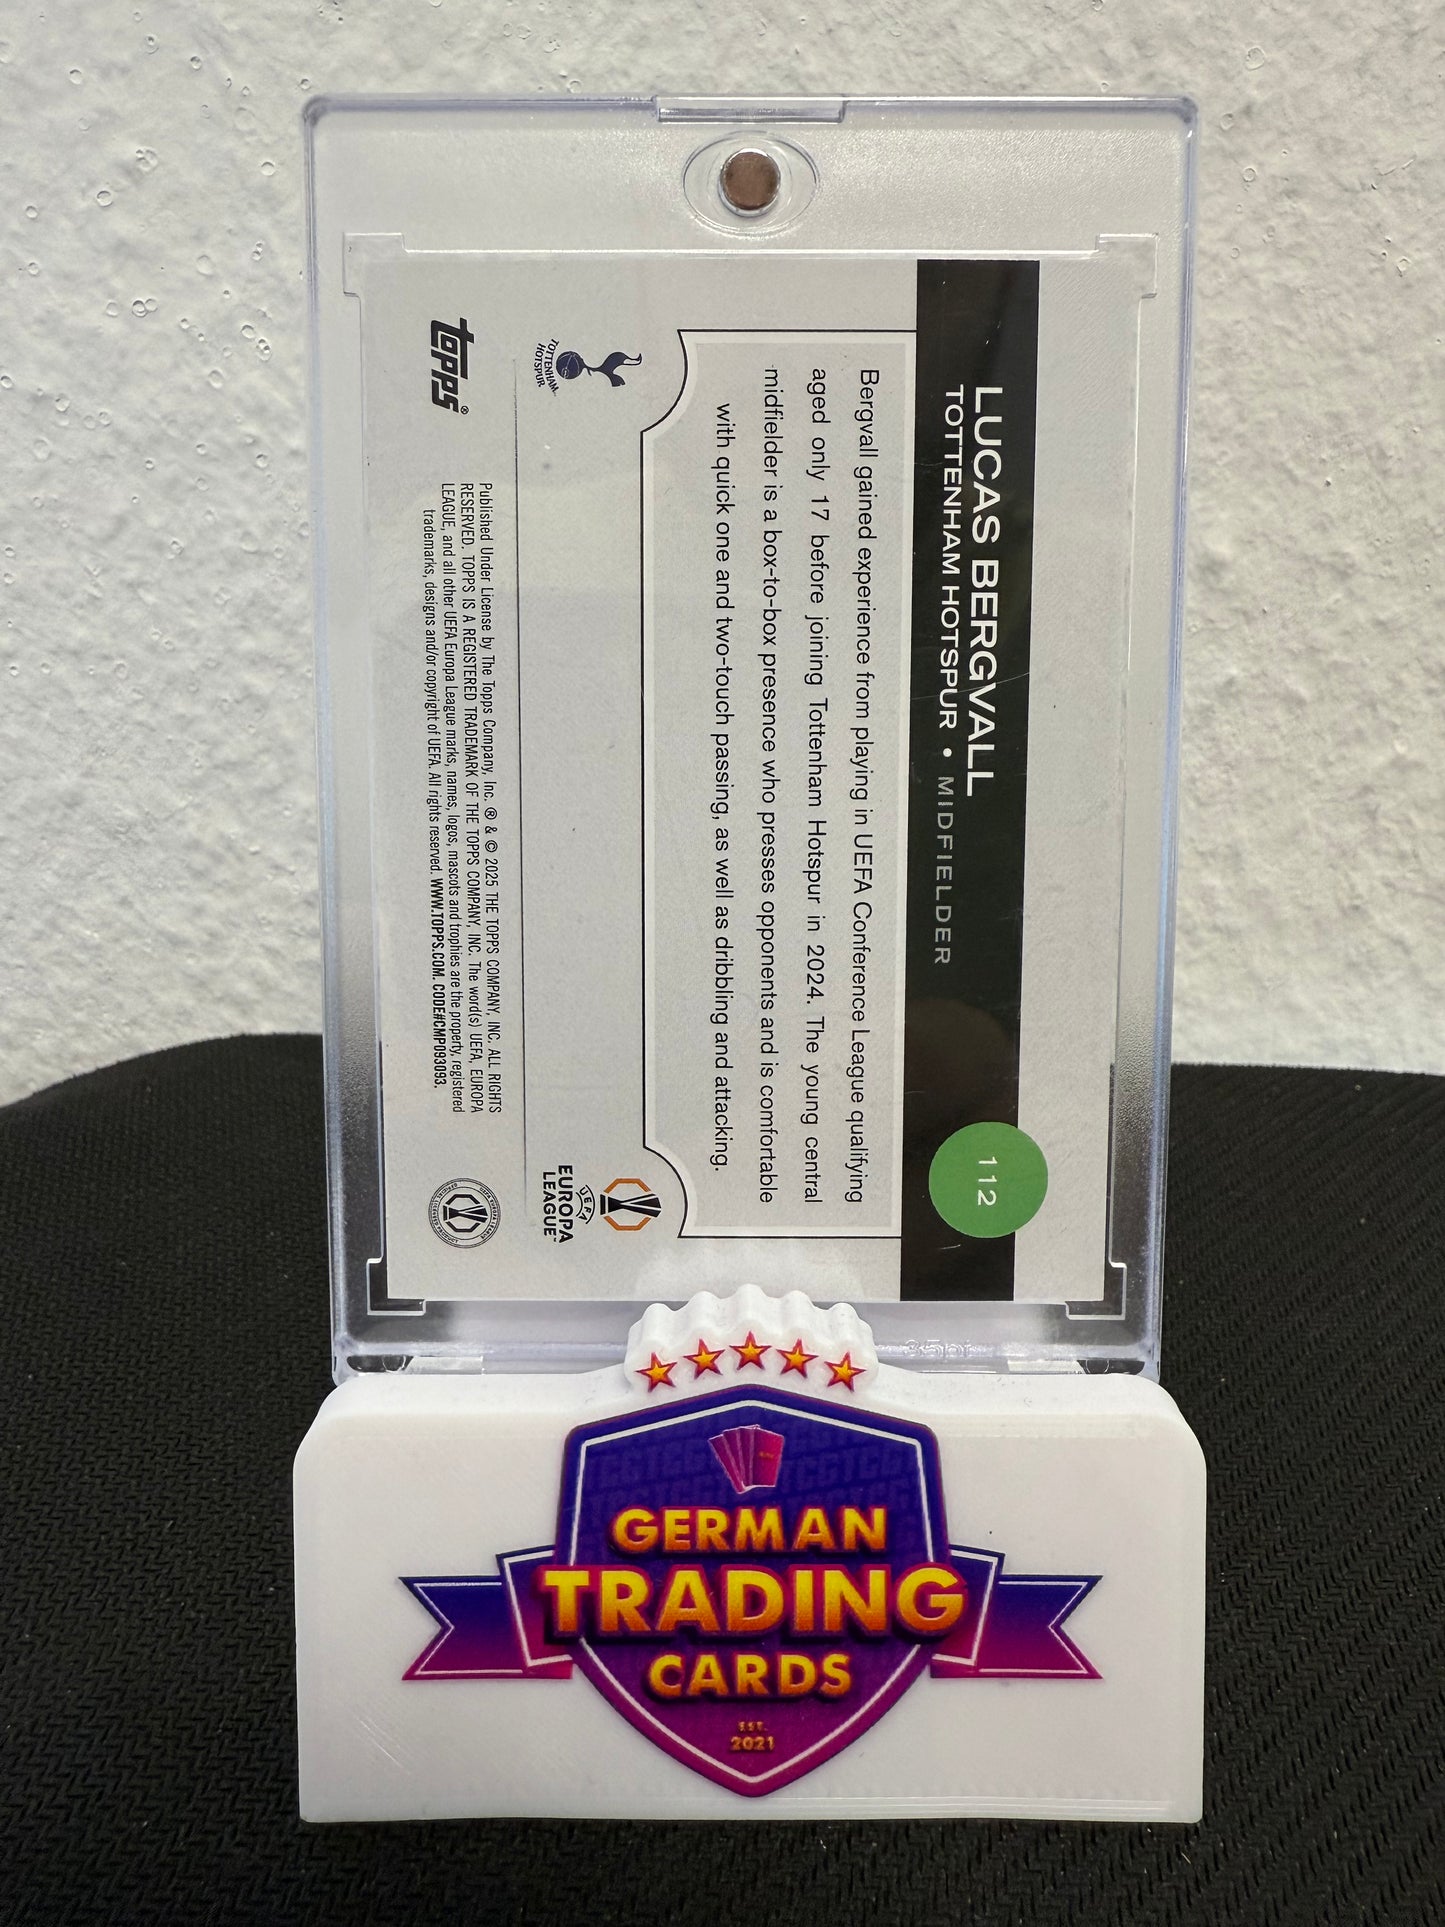 LUCAS BERGVALL
TOTTENHAM HOTSPUR • MIDFIELDER
112
Bergvall gained experience from playing in UEFA Conference League qualifying
aged only 17 before joining Tottenham Hotspur in 2024. The young central
midfielder is a box-to-box presence who presses opponents and is comfortable
with quick one and two-touch passing, as well as dribbling and attacking.
TOTTENHAM
HOTSPUR
UEFA
EUROPA
LEAGUE™
topps®
Published Under License by The Topps Company, Inc. ® & © 2025 THE TOPPS COMPANY, INC. ALL RIGHTS
RESERVED. TOPPS IS A REGISTERED TRADEMARK OF THE TOPPS COMPANY, INC. The word(s) UEFA, EUROPA
LEAGUE, and all other UEFA Europa League marks, names, logos, mascots and trophies are the property, registered
trademarks, designs and/or copyright of UEFA. All rights reserved. WWW.TOPPS.COM. CODE#CMP093093.
35pt
GERMAN
TRADING
CARDS
EST.
2021